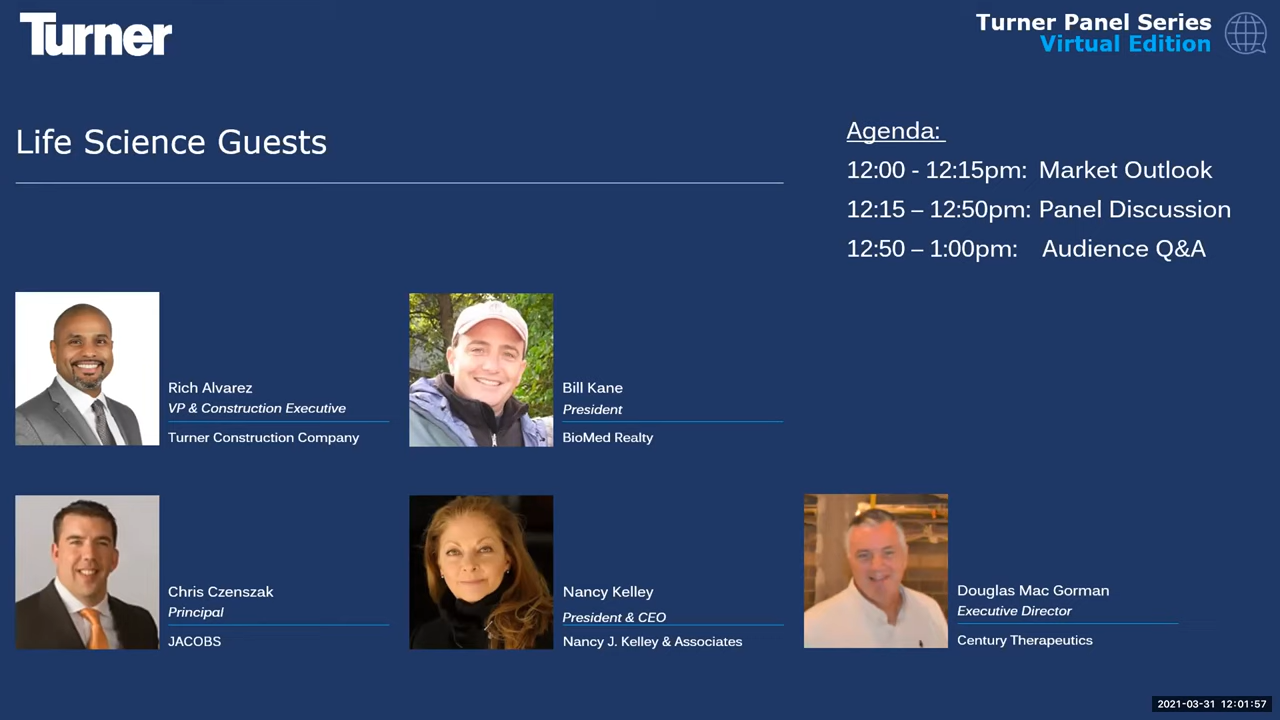 Turner
Turner Panel Series
Virtual Edition
Life Science Guests
Agenda:
12:00 - 12:15pm: Market Outlook
12:15 – 12:50pm: Panel Discussion
12:50 – 1:00pm: Audience Q&A
Rich Alvarez
VP & Construction Executive
Turner Construction Company
Bill Kane
President
BioMed Realty
Chris Czenszak
Principal
JACOBS
Nancy Kelley
President & CEO
Nancy J. Kelley & Associates
Douglas Mac Gorman
Executive Director
Century Therapeutics
2021-03-31 12:01:57